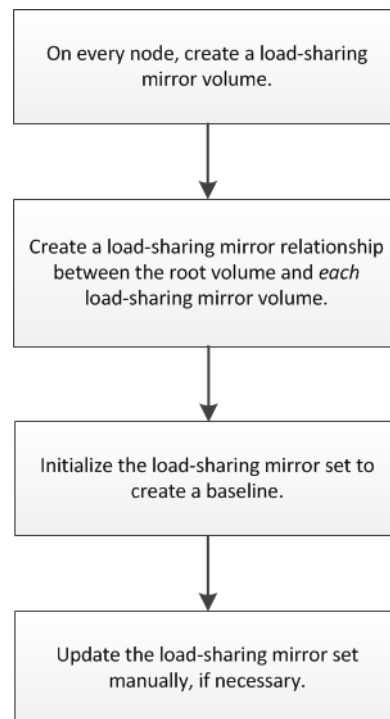 On every node, create a load-sharing
mirror volume.
Create a load-sharing mirror relationship
between the root volume and each
load-sharing mirror volume.
Initialize the load-sharing mirror set to
create a baseline.
Update the load-sharing mirror set
manually, if necessary.